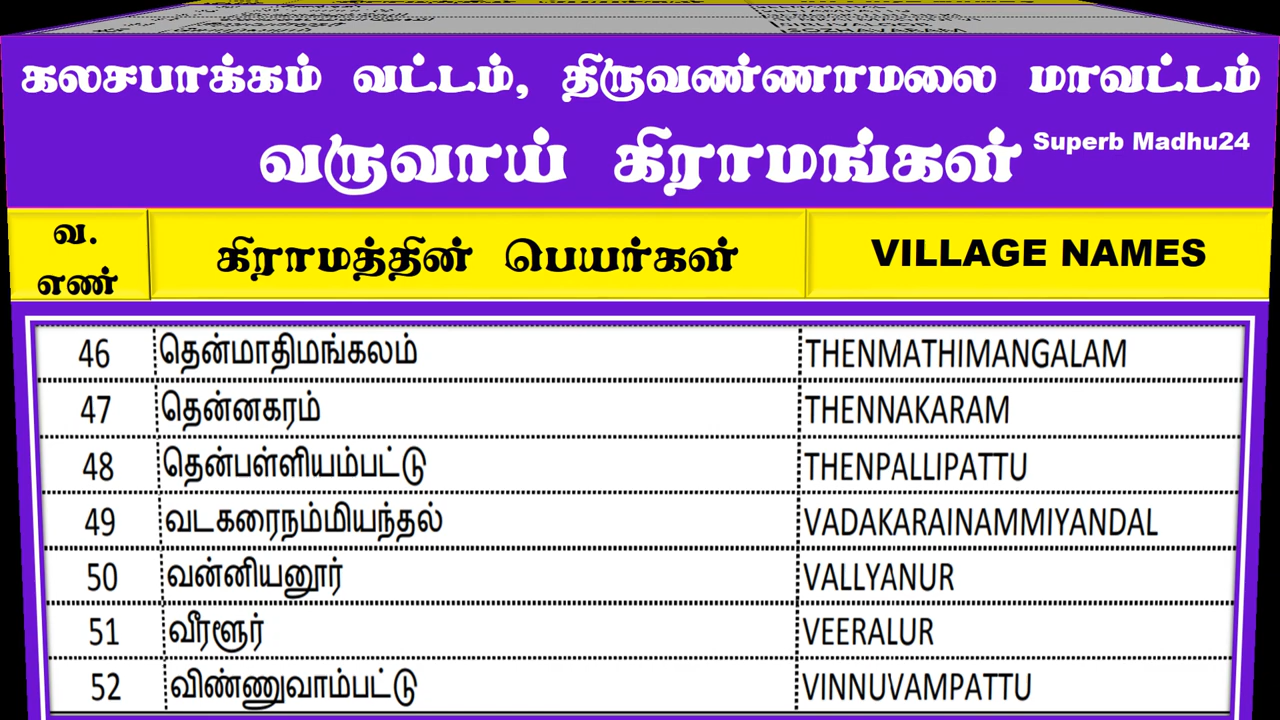 கலசபாக்கம் வட்டம், திருவண்ணாமலை மாவட்டம்
வருவாய் கிராமங்கள் Superb Madhu24
வ. எண் கிராமத்தின் பெயர்கள் VILLAGE NAMES
46 தென்மாதிமங்கலம் THENMATHIMANGALAM
47 தென்னகரம் THENNAKARAM
48 தென்பள்ளியம்பட்டு THENPALLIPATTU
49 வடகரைநம்மியந்தல் VADAKARAINAMMIYANDAL
50 வன்னியனூர் VALLYANUR
51 வீரளூர் VEERALUR
52 விண்ணுவாம்பட்டு VINNUVAMPATTU